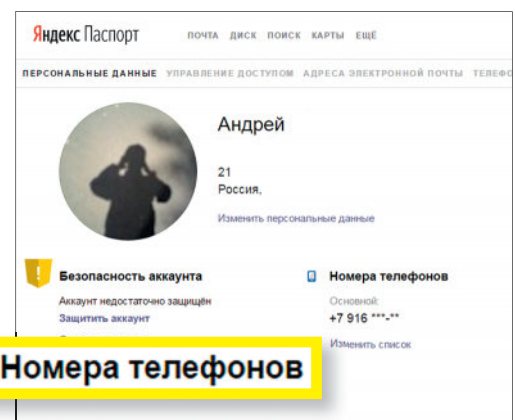 Яндекс Паспорт ПОЧТА ДИСК ПОИСК КАРТЫ ЕЩЁ
ПЕРСОНАЛЬНЫЕ ДАННЫЕ УПРАВЛЕНИЕ ДОСТУПОМ АДРЕСА ЭЛЕКТРОННОЙ ПОЧТЫ ТЕЛЕФО
Андрей
21
Россия,
Изменить персональные данные
Безопасность аккаунта
Аккаунт недостаточно защищён
Защитить аккаунт
Номера телефонов
Основной:
+7 916 ***-**
Изменить список
Номера телефонов